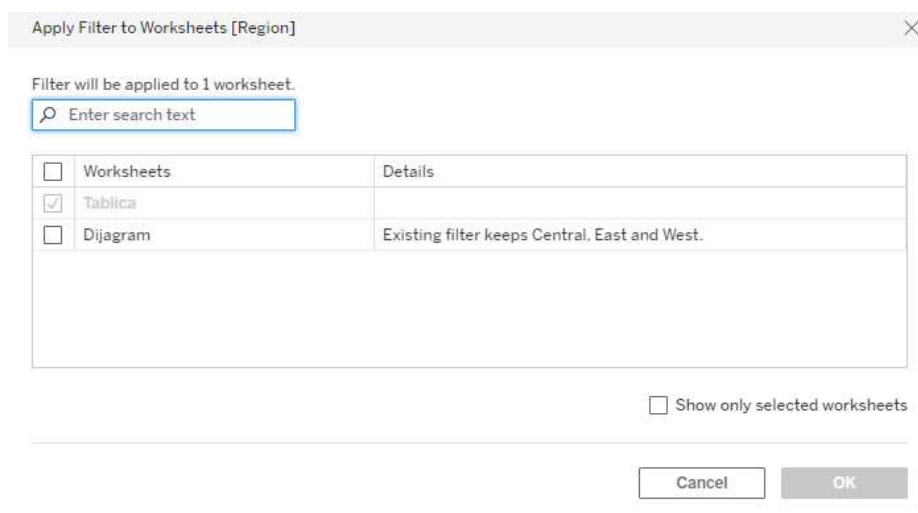 Apply Filter to Worksheets [Region]
Filter will be applied to 1 worksheet.
Enter search text
Worksheets Details
Tablica
Dijagram Existing filter keeps Central, East and West.
Show only selected worksheets
Cancel OK